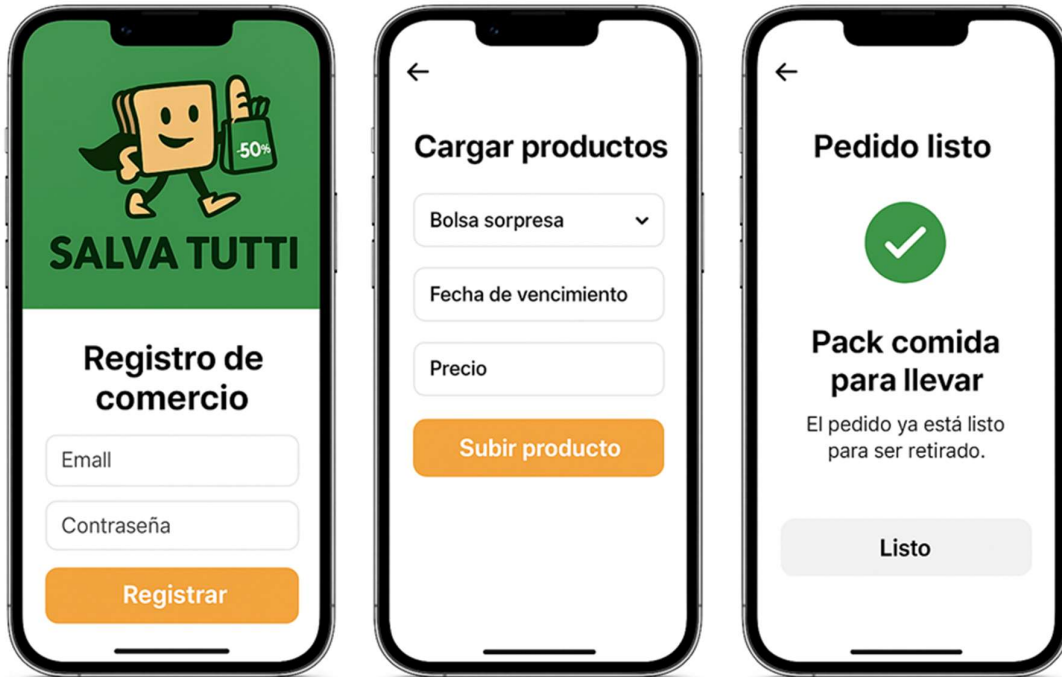 -50%
SALVA TUTTI
Registro de
comercio
Emall
Contraseña
Registrar
Cargar productos
Bolsa sorpresa
Fecha de vencimiento
Precio
Subir producto
Pedido listo
Pack comida
para llevar
El pedido ya está listo
para ser retirado.
Listo